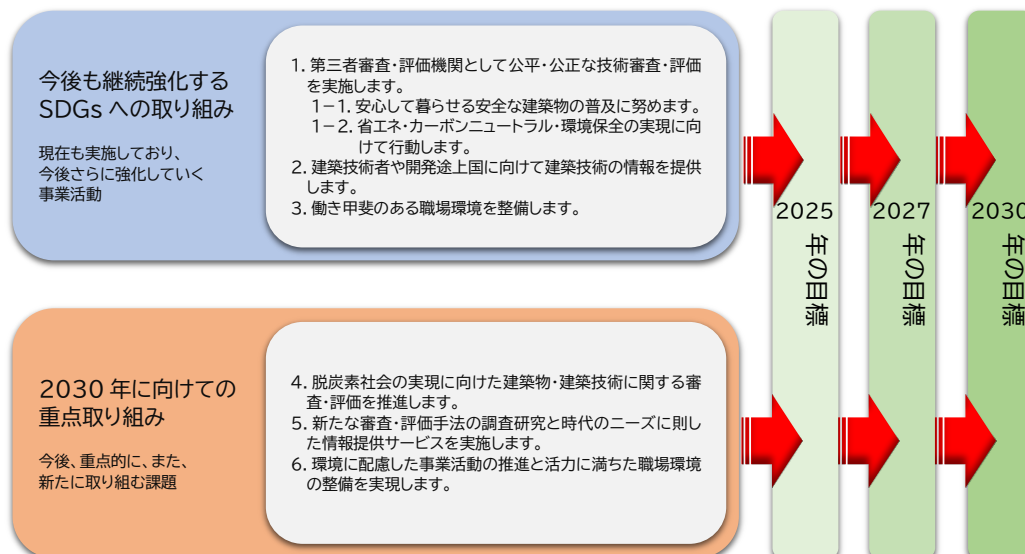 今後も継続強化する
SDGs への取り組み
現在も実施しており、
今後さらに強化していく
事業活動
1. 第三者審査・評価機関として公平・公正な技術審査・評価
を実施します。
1－1. 安心して暮らせる安全な建築物の普及に努めます。
1－2. 省エネ・カーボンニュートラル・環境保全の実現に向
けて行動します。
2. 建築技術者や開発途上国に向けて建築技術の情報を提供
します。
3. 働き甲斐のある職場環境を整備します。
2030 年に向けての
重点取り組み
今後、重点的に、また、
新たに取り組む課題
4. 脱炭素社会の実現に向けた建築物・建築技術に関する審
査・評価を推進します。
5. 新たな審査・評価手法の調査研究と時代のニーズに則し
た情報提供サービスを実施します。
6. 環境に配慮した事業活動の推進と活力に満ちた職場環境
の整備を実現します。
2025
年の目標
2027
年の目標
2030
年の目標